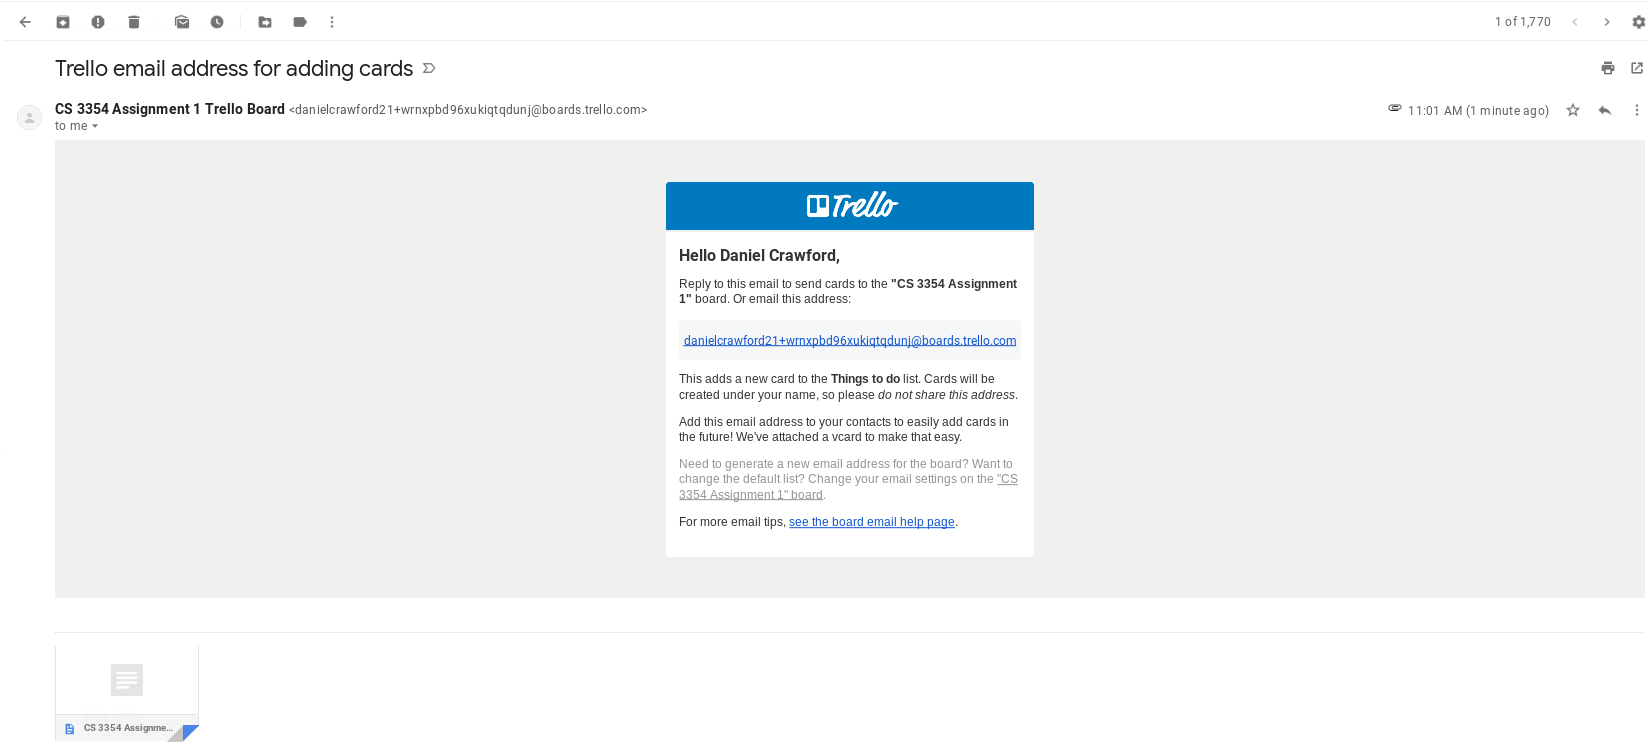 1 of 1,770
Trello email address for adding cards
CS 3354 Assignment 1 Trello Board <danielcrawford21+wrnxpbd96xukiqtqdunj@boards.trello.com>
11:01 AM (1 minute ago)
to me
Trello
Hello Daniel Crawford,
Reply to this email to send cards to the "CS 3354 Assignment
1" board. Or email this address:
danielcrawford21+wrnxpbd96xukiqtqdunj@boards.trello.com
This adds a new card to the Things to do list. Cards will be
created under your name, so please do not share this address.
Add this email address to your contacts to easily add cards in
the future! We've attached a vcard to make that easy.
Need to generate a new email address for the board? Want to
change the default list? Change your email settings on the "CS
3354 Assignment 1" board.
For more email tips, see the board email help page.
CS 3354 Assignme...